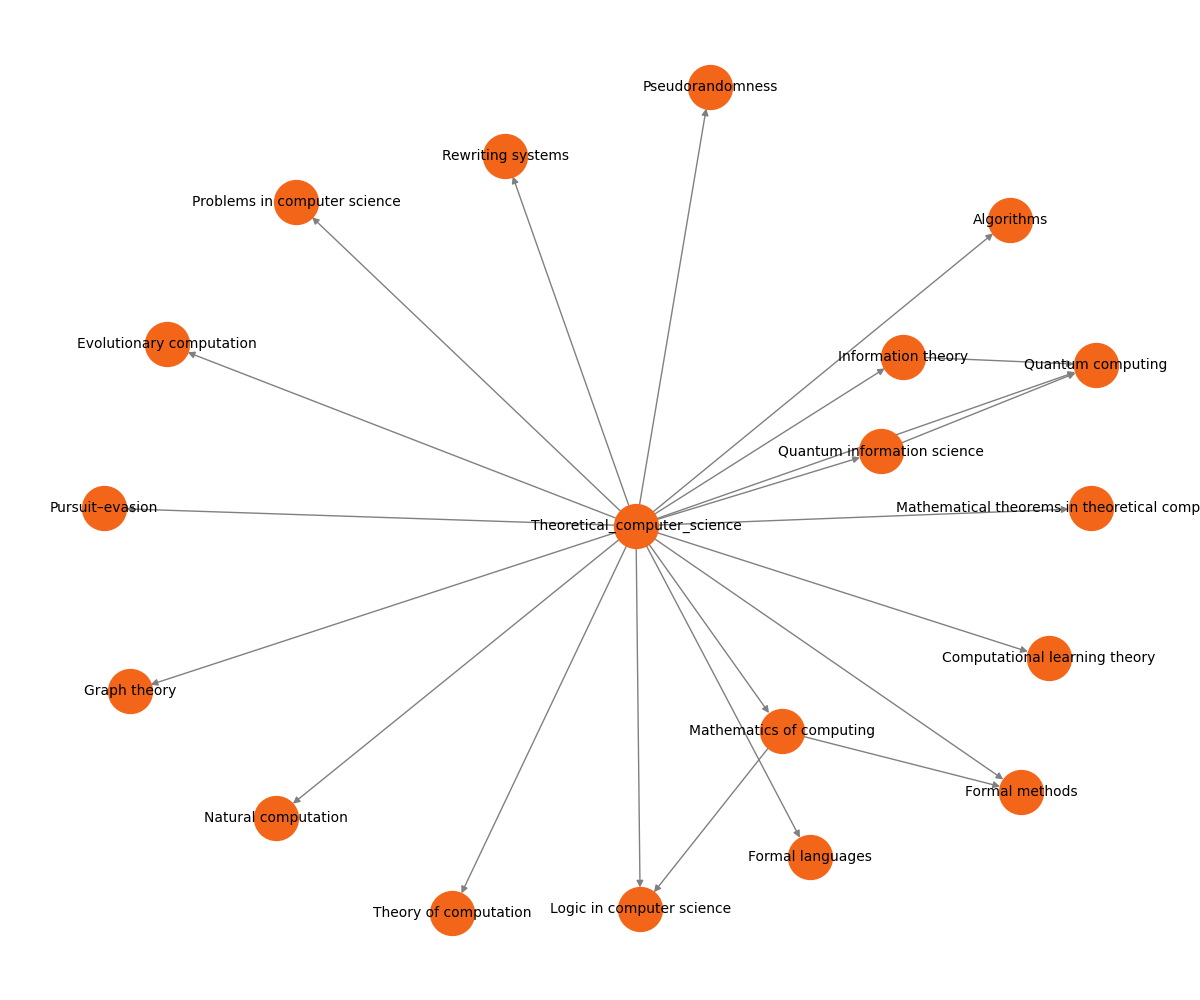 Pseudorandomness
Rewriting systems
Problems in computer science
Algorithms
Evolutionary computation
Information theory
Quantum computing
Quantum information science
Pursuit–evasion
Mathematical theorems in theoretical comp
Theoretical_computer_science
Computational learning theory
Graph theory
Mathematics of computing
Formal methods
Natural computation
Formal languages
Logic in computer science
Theory of computation